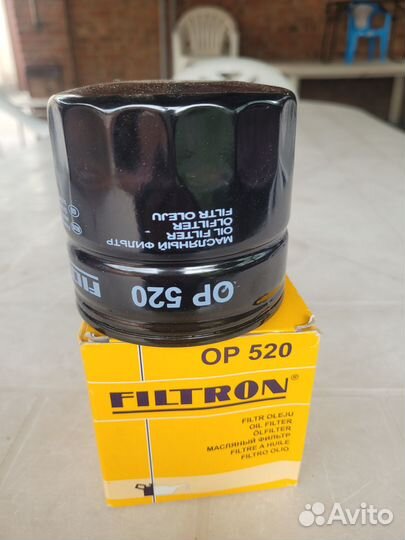 МАСЛЯНЫЙ ФИЛЬТР
OIL FILTER
ÖLFILTER
FILTR OLEJU
OP 520
OP 520
FILTRON®
FILTR OLEJU
OIL FILTER
ÖLFILTER
МАСЛЯНЫЙ ФИЛЬТР
FILTRE A HUILE
FILTRO OLIO
Avito